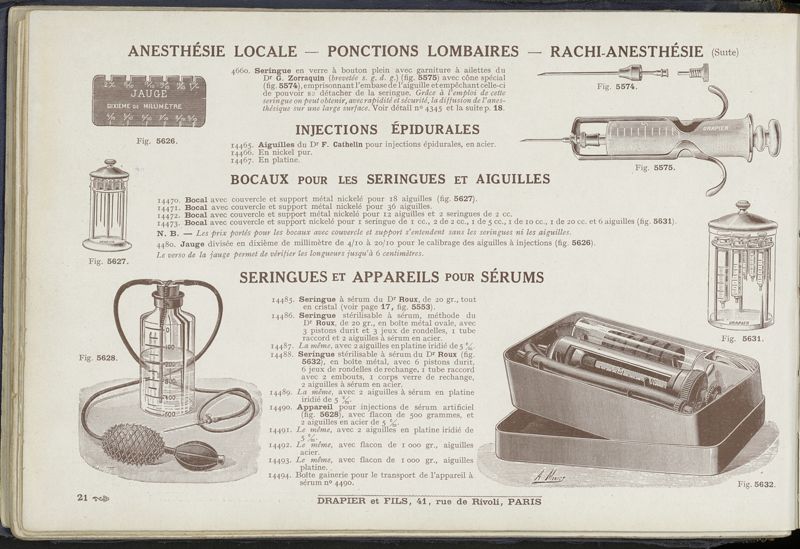 ANESTHÉSIE LOCALE — PONCTIONS LOMBAIRES — RACHI-ANESTHÉSIE (Suite)
4660. Seringue en verre à bouton plein avec garniture à ailettes du
Dr G. Zorraquin (brevetée s. g. d. g.) (fig. 5575) avec cône spécial
(fig. 5574), emprisonnant l'embase de l'aiguille et empêchant celle-ci
de pouvoir se détacher de la seringue. Grâce à l'emploi de cette
seringue on peut obtenir, avec rapidité et sécurité, la diffusion de l'anes-
thésique sur une large surface. Voir détail no 4345 et la suite p. 18.
JAUGE
DIXIÈME DE MILLIMÈTRE
Fig. 5626.
Fig. 5574.
DRAPIER
Fig. 5575.
INJECTIONS ÉPIDURALES
14465. Aiguilles du Dr F. Cathelin pour injections épidurales, en acier.
14466. En nickel pur.
14467. En platine.
BOCAUX POUR LES SERINGUES ET AIGUILLES
14470. Bocal avec couvercle et support métal nickelé pour 18 aiguilles (fig. 5627).
14471. Bocal avec couvercle et support métal nickelé pour 36 aiguilles.
14472. Bocal avec couvercle et support métal nickelé pour 12 aiguilles et 2 seringues de 2 cc.
14473. Bocal avec couvercle et support métal nickelé pour 1 seringue de 1 cc., 2 de 2 cc., 1 de 5 cc., 1 de 10 cc., 1 de 20 cc. et 6 aiguilles (fig. 5631).
N. B. — Les prix portés pour les bocaux avec couvercle et support s'entendent sans les seringues ni les aiguilles.
4480. Jauge divisée en dixième de millimètre de 4/10 à 20/10 pour le calibrage des aiguilles à injections (fig. 5626).
Le verso de la jauge permet de vérifier les longueurs jusqu'à 6 centimètres.
Fig. 5627.
DRAPIER
Fig. 5631.
SERINGUES ET APPAREILS POUR SÉRUMS
14485. Seringue à sérum du Dr Roux, de 20 gr., tout
en cristal (voir page 17, fig. 5553).
14486. Seringue stérilisable à sérum, méthode du
Dr Roux, de 20 gr., en boîte métal ovale, avec
3 pistons durit et 3 jeux de rondelles, 1 tube
raccord et 2 aiguilles à sérum en acier.
14487. La même, avec 2 aiguilles en platine iridié de 5 c/m.
14488. Seringue stérilisable à sérum du Dr Roux (fig.
5632), en boîte métal, avec 6 pistons durit,
6 jeux de rondelles de rechange, 1 tube raccord
avec 2 embouts, 1 corps verre de rechange,
2 aiguilles à sérum en acier.
14489. La même, avec 2 aiguilles à sérum en platine
iridié de 5 c/m.
14490. Appareil pour injections de sérum artificiel
(fig. 5628), avec flacon de 500 grammes, et
2 aiguilles en acier de 5 c/m.
14491. Le même, avec 2 aiguilles en platine iridié de
5 c/m.
14492. Le même, avec flacon de 1 000 gr., aiguilles
acier.
14493. Le même, avec flacon de 1 000 gr., aiguilles
platine.
14494. Boîte gainerie pour le transport de l'appareil à
sérum no 4490.
Fig. 5628.
0
100
200
300
400
500
Fig. 5632.
21
DRAPIER et FILS, 41, rue de Rivoli, PARIS